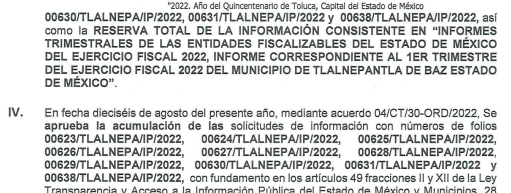 "2022. Año del Quincentenario de Toluca, Capital del Estado de México
00630/TLALNEPA/IP/2022, 00631/TLALNEPA/IP/2022 y 00638/TLALNEPA/IP/2022, así
como la RESERVA TOTAL DE LA INFORMACIÓN CONSISTENTE EN "INFORMES
TRIMESTRALES DE LAS ENTIDADES FISCALIZABLES DEL ESTADO DE MÉXICO
DEL EJERCICIO FISCAL 2022, INFORME CORRESPONDIENTE AL 1ER TRIMESTRE
DEL EJERCICIO FISCAL 2022 DEL MUNICIPIO DE TLALNEPANTLA DE BAZ ESTADO
DE MÉXICO".
IV. En fecha dieciséis de agosto del presente año, mediante acuerdo 04/CT/30-ORD/2022, Se
aprueba la acumulación de las solicitudes de información con números de folios
00623/TLALNEPA/IP/2022, 00624/TLALNEPA/IP/2022, 00625/TLALNEPA/IP/2022,
00626/TLALNEPA/IP/2022, 00627/TLALNEPA/IP/2022, 00628/TLALNEPA/IP/2022,
00629/TLALNEPA/IP/2022, 00630/TLALNEPA/IP/2022, 00631/TLALNEPA/IP/2022 y
00638/TLALNEPA/IP/2022, con fundamento en los artículos 49 fracciones II y XII de la Ley
Transparencia y Acceso a la Información Pública del Estado de México y Municipios, 28